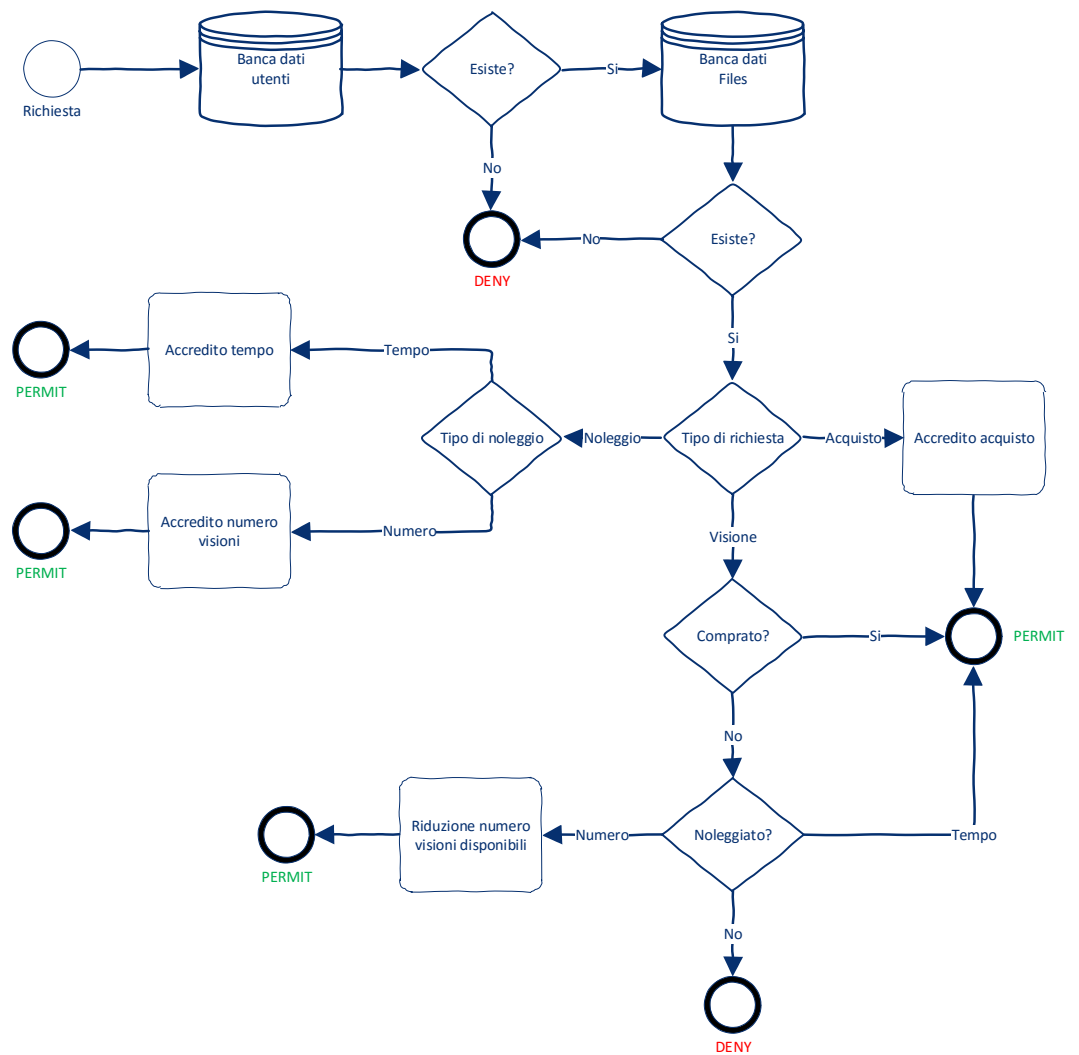 Richiesta
Banca dati
utenti
Esiste?
Si
Banca dati
Files
No
DENY
No
Esiste?
Si
PERMIT
Accredito tempo
Tempo
Tipo di noleggio
Noleggio
Tipo di richiesta
Acquisto
Accredito acquisto
PERMIT
Accredito numero
visioni
Numero
Visione
Comprato?
Si
PERMIT
No
PERMIT
Riduzione numero
visioni disponibili
Numero
Noleggiato?
Tempo
No
DENY